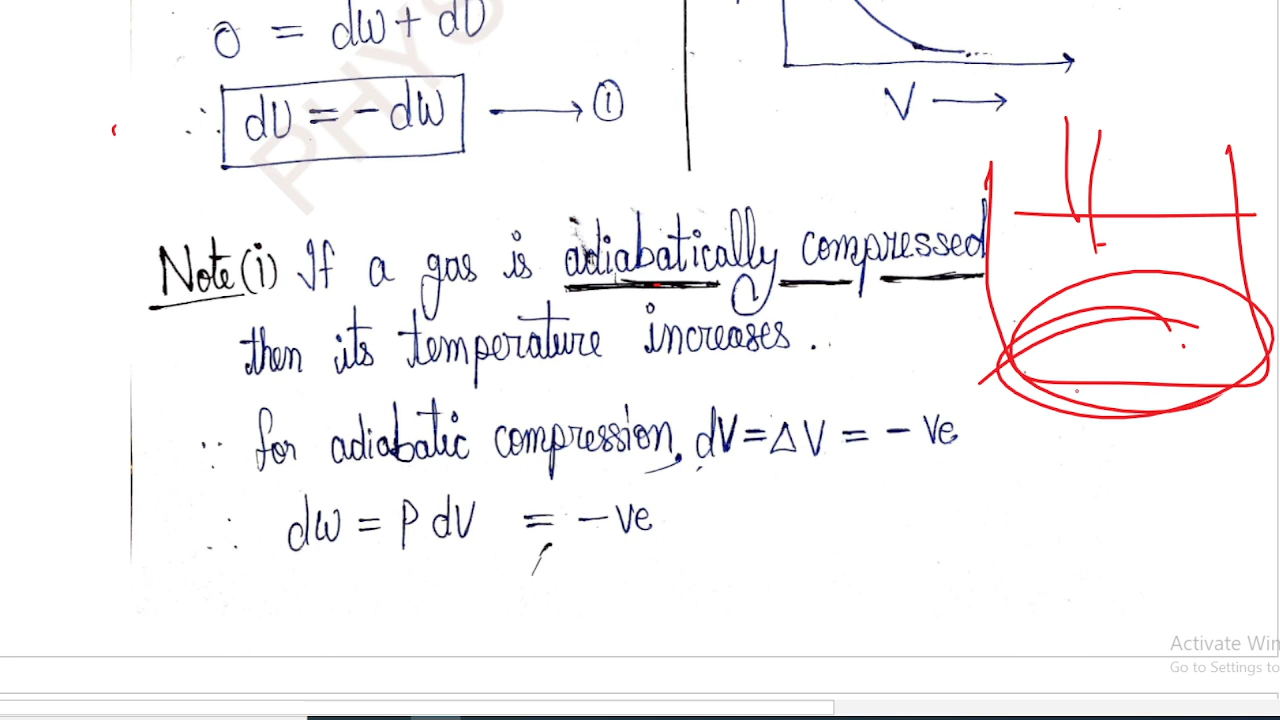 0 = dw + dU
∴ dU = - dw ⟶ ①
V ⟶
PHYS
Note (i) If a gas is adiabatically compressed
then its temperature increases.
∵ for adiabatic compression, dV = ΔV = - ve
∴ dw = P dV = - ve
Activate Win
Go to Settings to